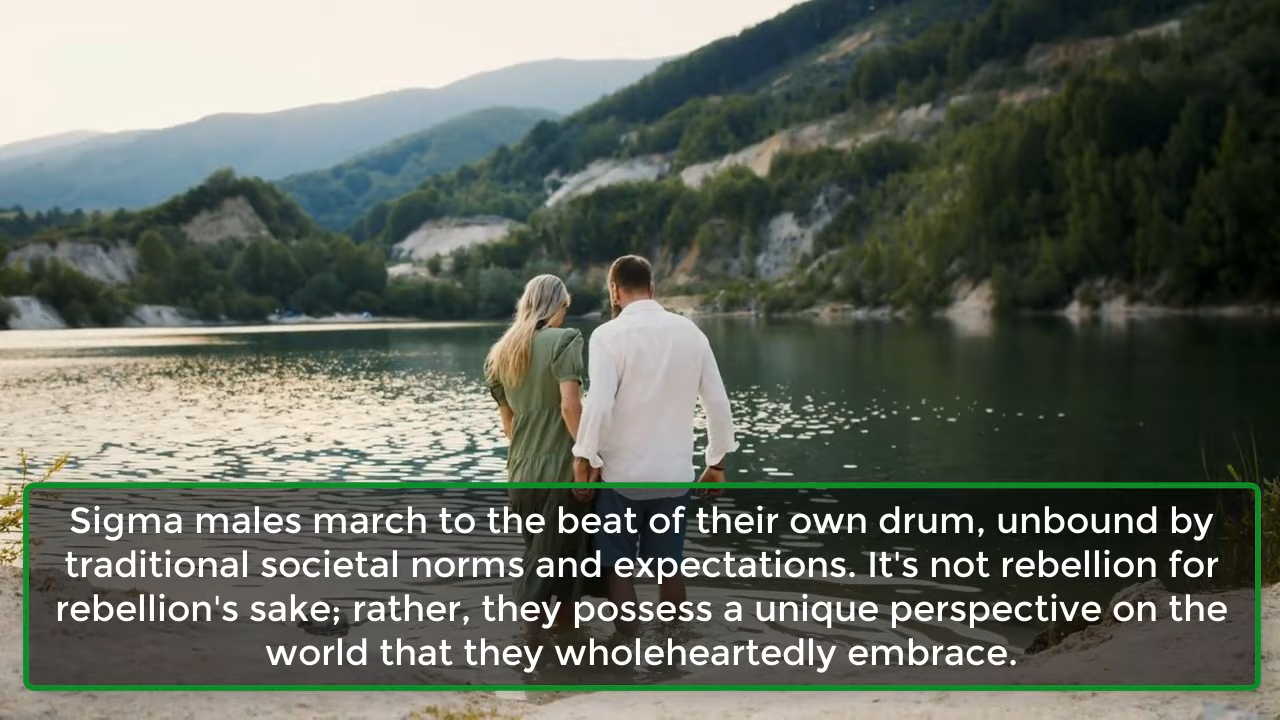 Sigma males march to the beat of their own drum, unbound by
traditional societal norms and expectations. It's not rebellion for
rebellion's sake; rather, they possess a unique perspective on the
world that they wholeheartedly embrace.